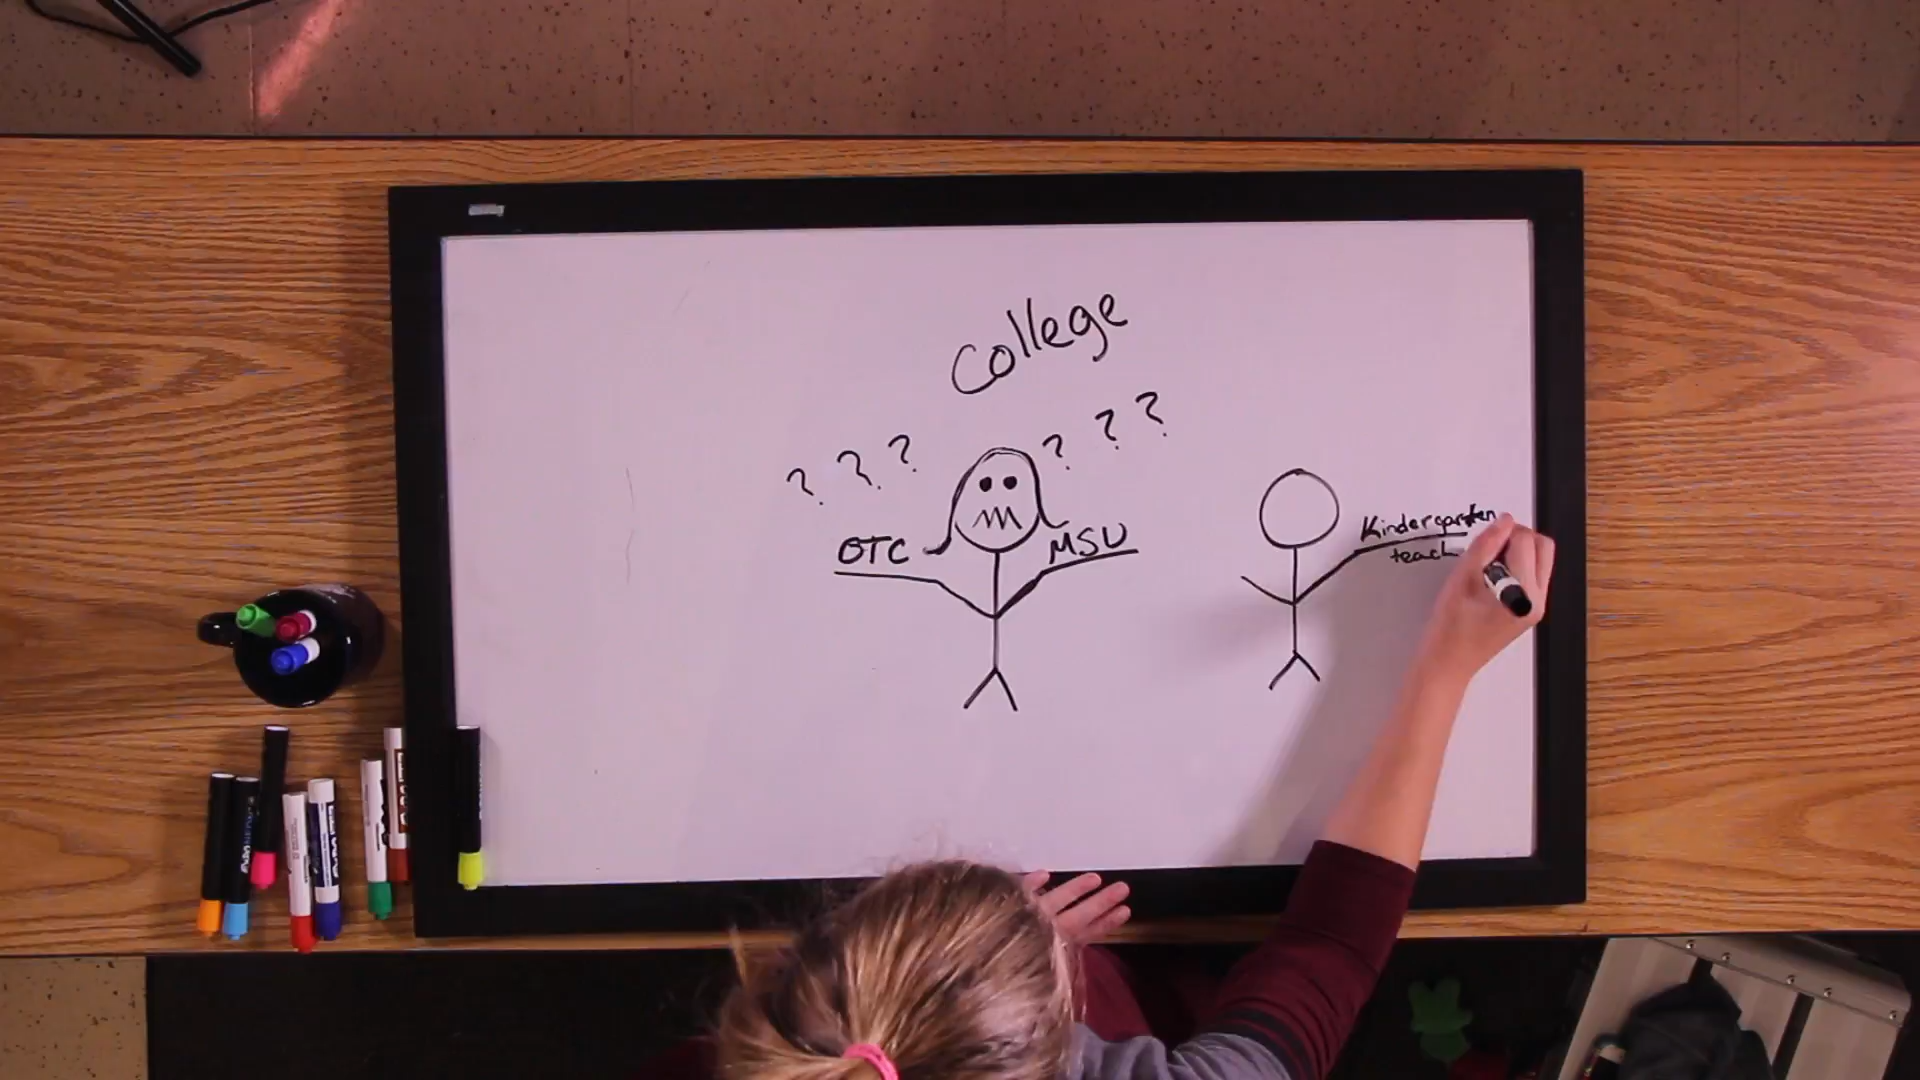 College
? ? ? ? ? ?
OTC MSU
Kindergarten
teach